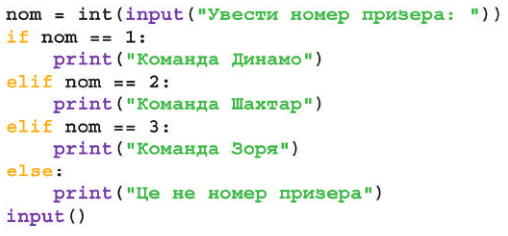 nom = int(input("Увести номер призера: "))
if nom == 1:
    print("Команда Динамо")
elif nom == 2:
    print("Команда Шахтар")
elif nom == 3:
    print("Команда Зоря")
else:
    print("Це не номер призера")
input()